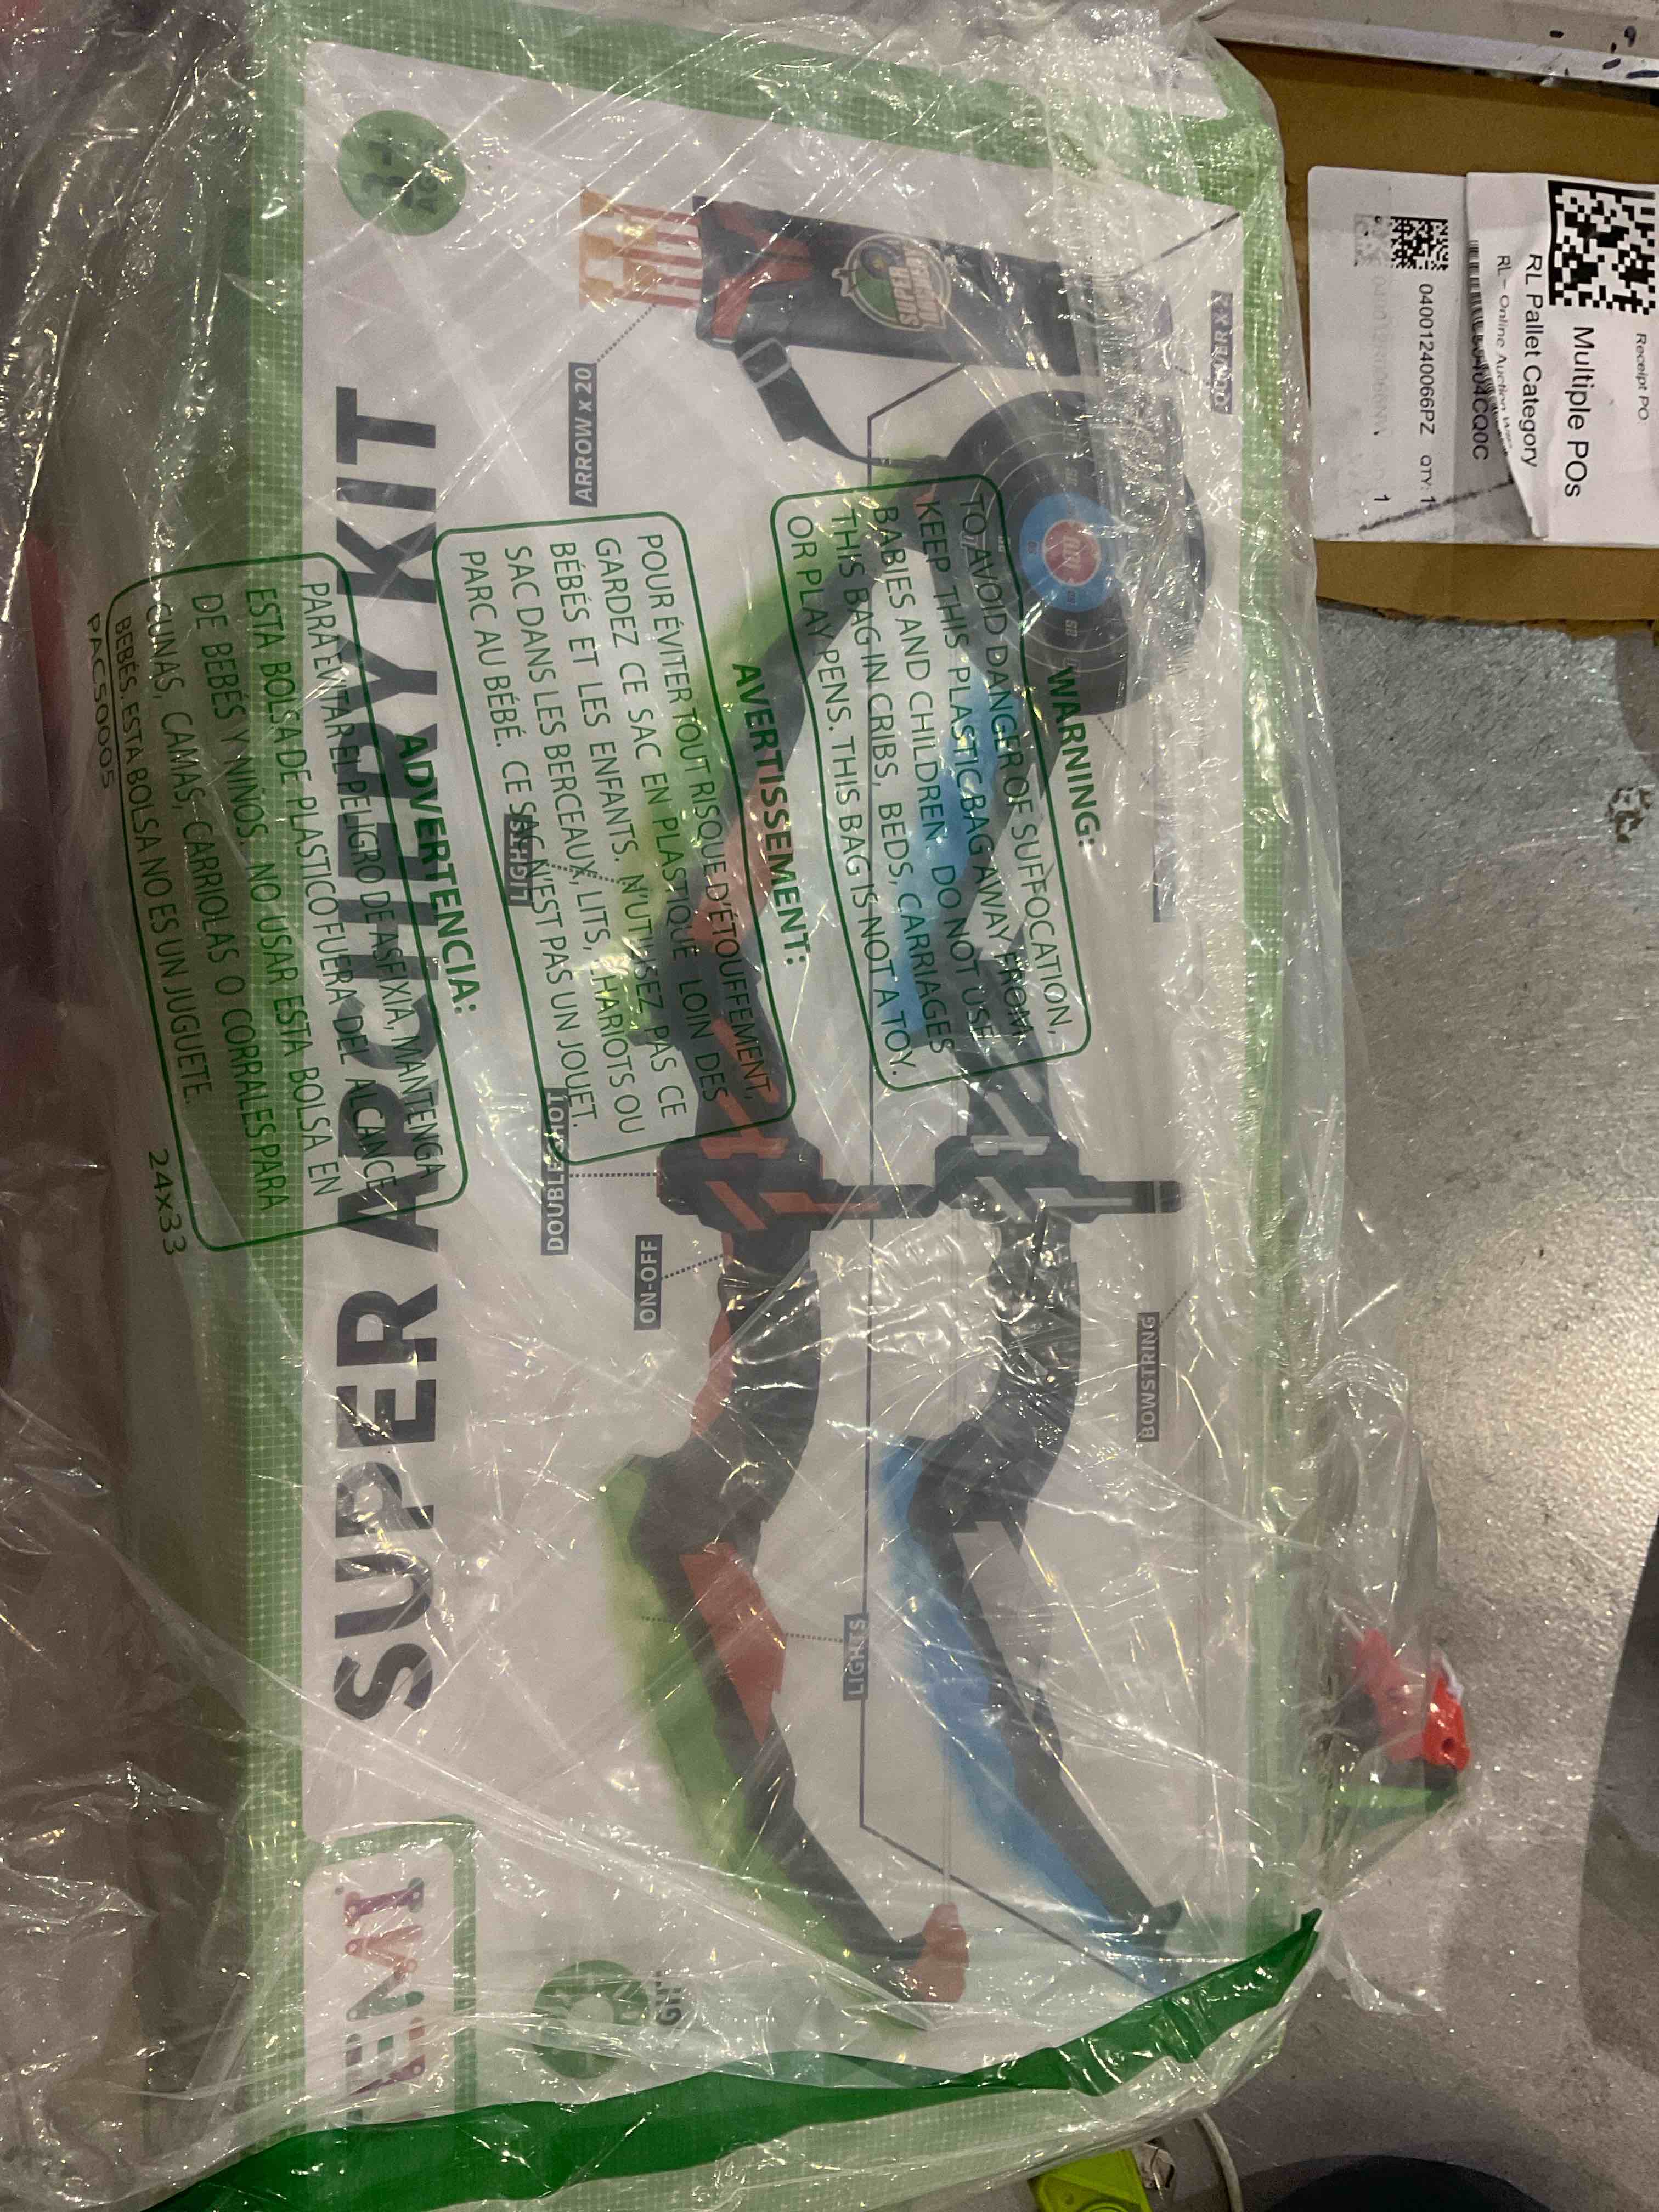 Receipt PO
Multiple POs
RL Pallet Category
RL - Online Auction
04001240066PZ QTY: 1
1
WARNING:
TO AVOID DANGER OF SUFFOCATION,
KEEP THIS PLASTIC BAG AWAY FROM
BABIES AND CHILDREN. DO NOT USE
THIS BAG IN CRIBS, BEDS, CARRIAGES
OR PLAY PENS. THIS BAG IS NOT A TOY.
AVERTISSEMENT:
POUR ÉVITER TOUT RISQUE D'ÉTOUFFEMENT,
GARDEZ CE SAC EN PLASTIQUE LOIN DES
BÉBÉS ET LES ENFANTS. N'UTILISEZ PAS CE
SAC DANS LES BERCEAUX, LITS, CHARIOTS OU
PARC AU BÉBÉ. CE SAC N'EST PAS UN JOUET.
ADVERTENCIA:
PARA EVITAR EL PELIGRO DE ASFIXIA, MANTENGA
ESTA BOLSA DE PLASTICO FUERA DEL ALCANCE
DE BEBÉS Y NIÑOS. NO USAR ESTA BOLSA EN
CUNAS, CAMAS, CARRIOLAS O CORRALES PARA
BEBÉS. ESTA BOLSA NO ES UN JUGUETE.
PAC50005
24x33
SUPER ARCHERY KIT
3+
AGES
ARROW x 20
QUIVER x 2
LIGHTS
DOUBLE SHOT
ON-OFF
BOWSTRING
LIGHTS